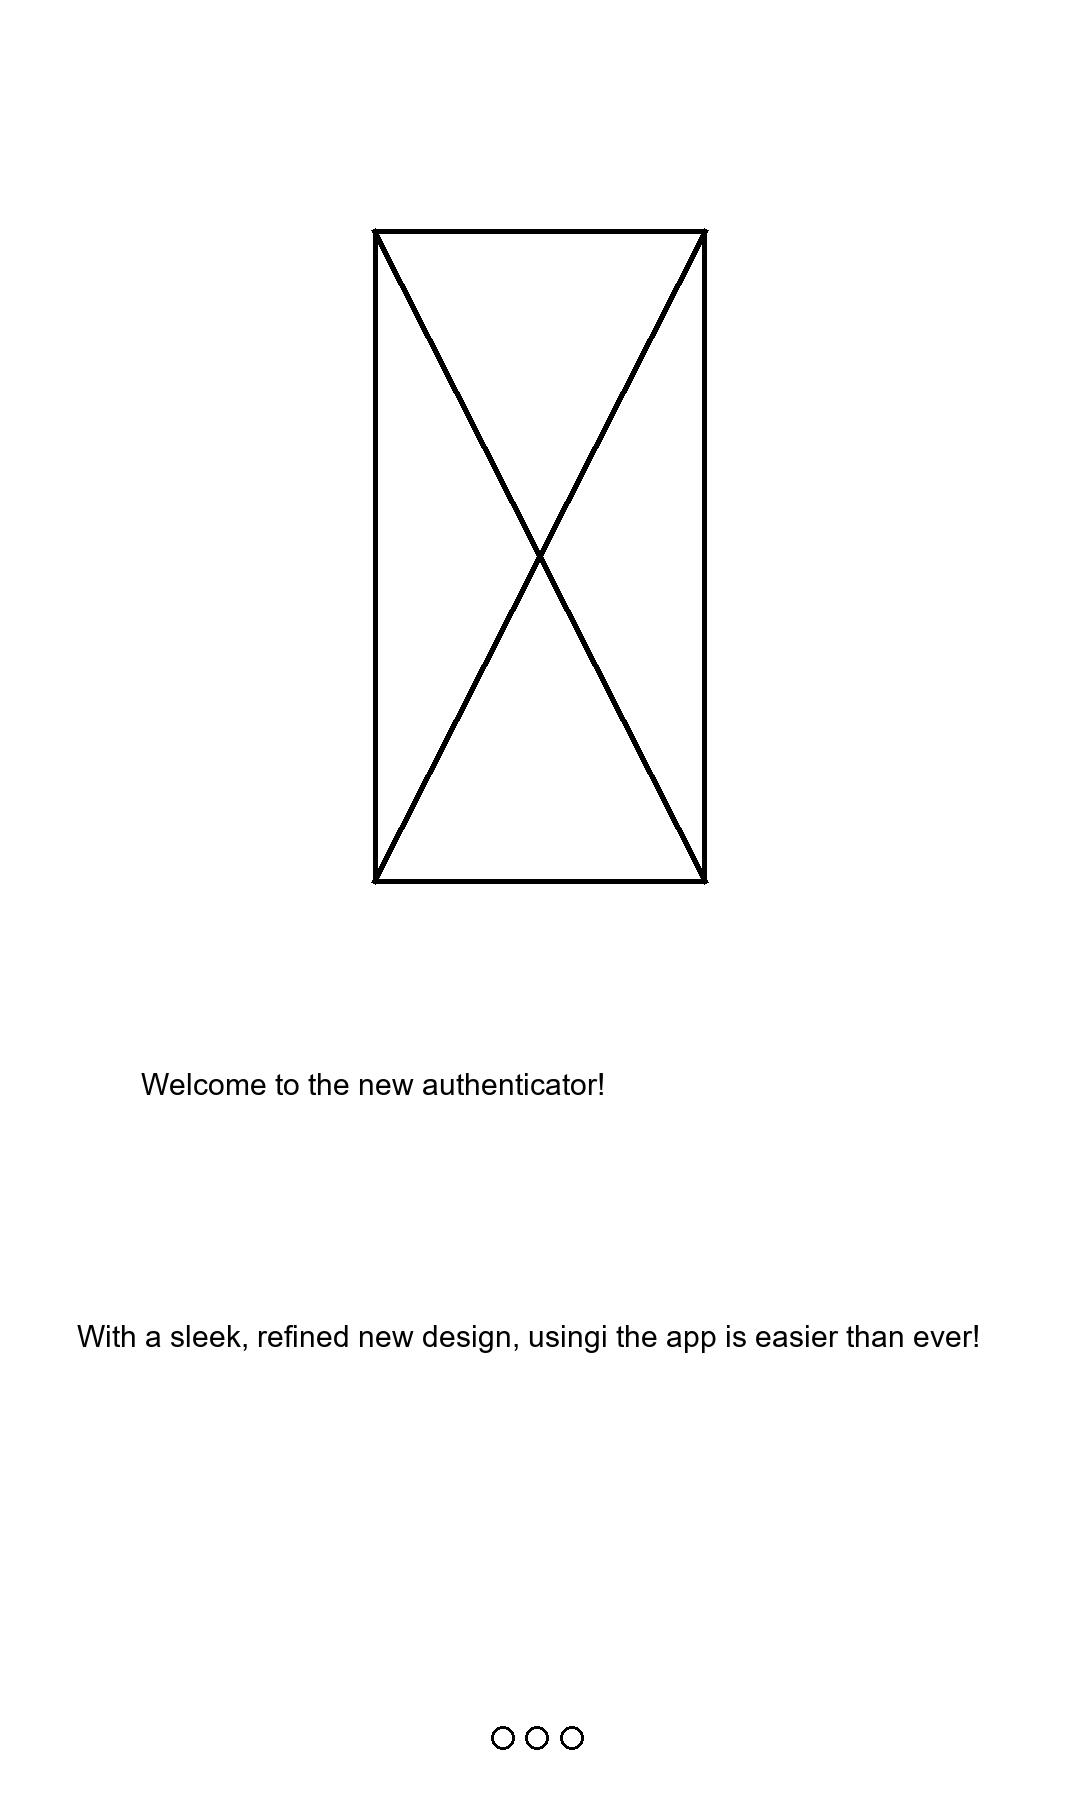 Welcome to the new authenticator!
With a sleek, refined new design, usingi the app is easier than ever!